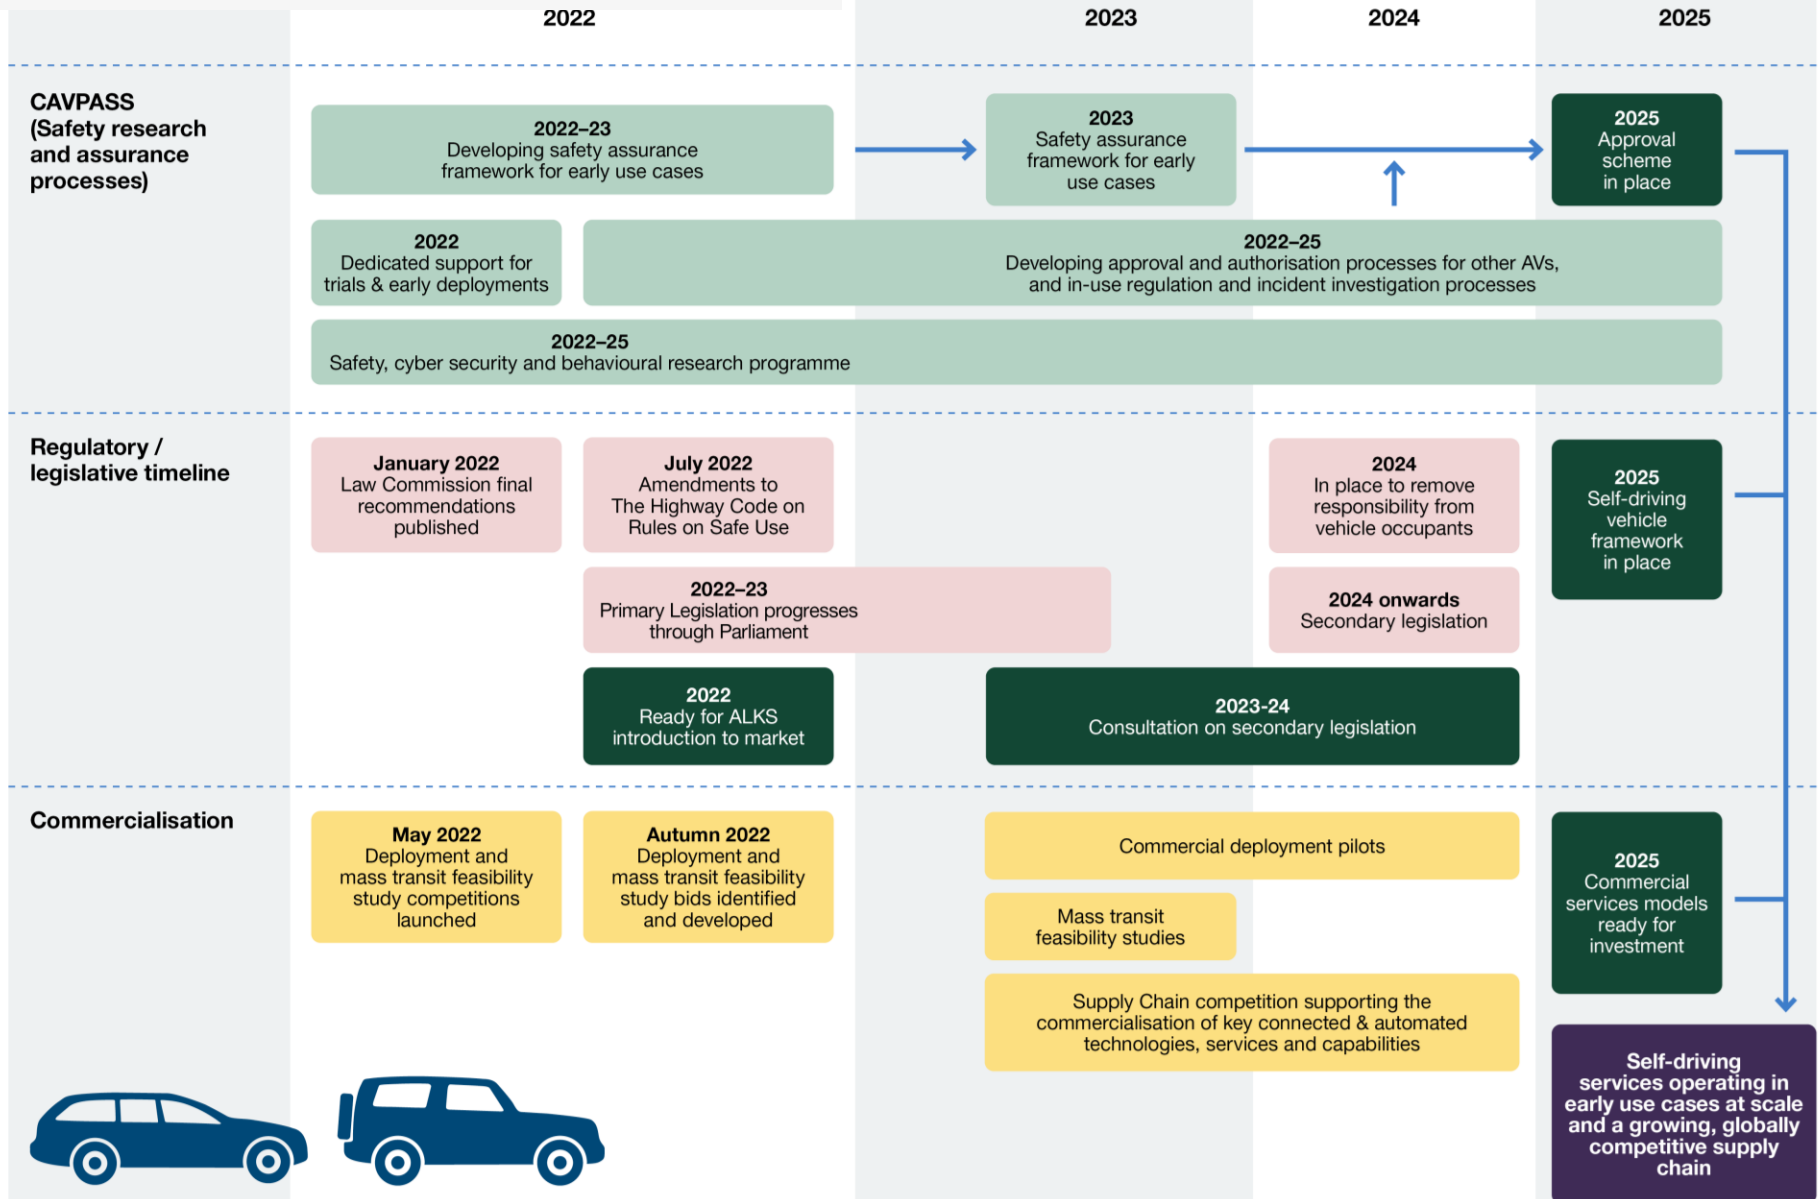 2022
2023
2024
2025
CAVPASS
(Safety research
and assurance
processes)
2022–23
Developing safety assurance
framework for early use cases
2023
Safety assurance
framework for early
use cases
2025
Approval
scheme
in place
2022
Dedicated support for
trials & early deployments
2022–25
Developing approval and authorisation processes for other AVs,
and in-use regulation and incident investigation processes
2022–25
Safety, cyber security and behavioural research programme
Regulatory /
legislative timeline
January 2022
Law Commission final
recommendations
published
July 2022
Amendments to
The Highway Code on
Rules on Safe Use
2024
In place to remove
responsibility from
vehicle occupants
2025
Self-driving
vehicle
framework
in place
2022–23
Primary Legislation progresses
through Parliament
2024 onwards
Secondary legislation
2022
Ready for ALKS
introduction to market
2023-24
Consultation on secondary legislation
Commercialisation
May 2022
Deployment and
mass transit feasibility
study competitions
launched
Autumn 2022
Deployment and
mass transit feasibility
study bids identified
and developed
Commercial deployment pilots
Mass transit
feasibility studies
Supply Chain competition supporting the
commercialisation of key connected & automated
technologies, services and capabilities
2025
Commercial
services models
ready for
investment
Self-driving
services operating in
early use cases at scale
and a growing, globally
competitive supply
chain